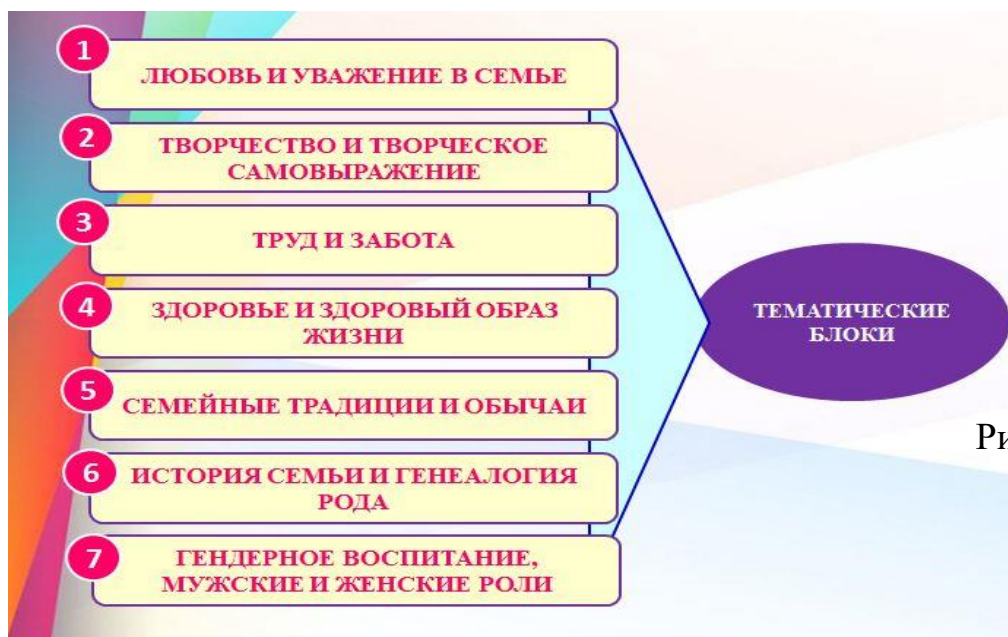 1
ЛЮБОВЬ И УВАЖЕНИЕ В СЕМЬЕ
2
ТВОРЧЕСТВО И ТВОРЧЕСКОЕ
САМОВЫРАЖЕНИЕ
3
ТРУД И ЗАБОТА
4
ЗДОРОВЬЕ И ЗДОРОВЫЙ ОБРАЗ
ЖИЗНИ
5
СЕМЕЙНЫЕ ТРАДИЦИИ И ОБЫЧАИ
6
ИСТОРИЯ СЕМЬИ И ГЕНЕАЛОГИЯ
РОДА
7
ГЕНДЕРНОЕ ВОСПИТАНИЕ,
МУЖСКИЕ И ЖЕНСКИЕ РОЛИ
ТЕМАТИЧЕСКИЕ
БЛОКИ